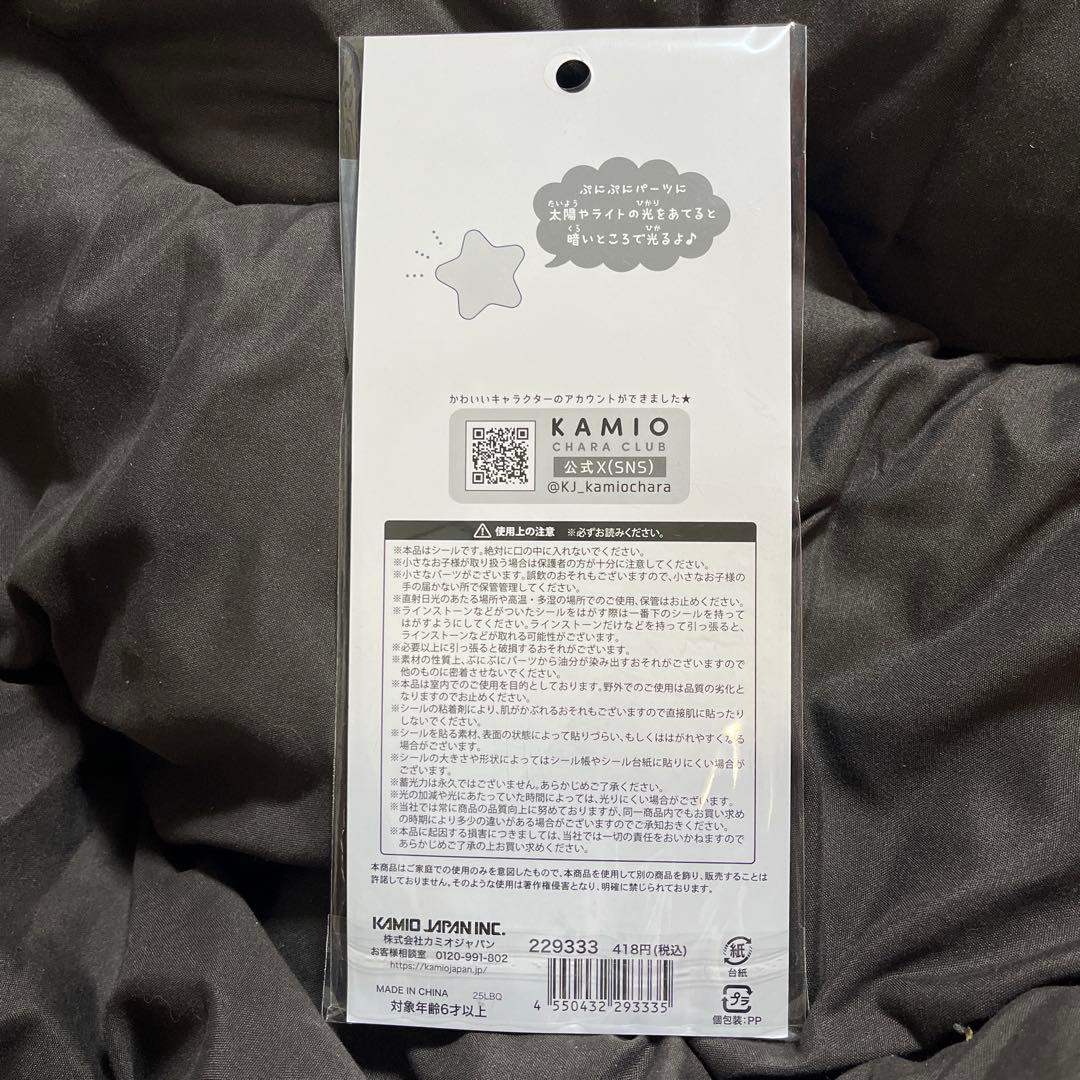 ぷにぷにパーツに
たいよう ひかり
太陽やライトの光をあてると
くら ひか
暗いところで光るよ♪
かわいいキャラクターのアカウントができました★
KAMIO
CHARA CLUB
公式X(SNS)
@KJ_kamiochara
使用上の注意 ※必ずお読みください。
※本品はシールです。絶対に口の中に入れないでください。
※小さなお子様が取り扱う場合は保護者の方が十分に注意してください。
※小さなパーツがございます。誤飲のおそれもございますので、小さなお子様の
手の届かない所で保管管理してください。
※直射日光のあたる場所や高温・多湿の場所でのご使用、保管はお止めください。
※ラインストーンなどがついたシールをはがす際は一番下のシールを持って
はがすようにしてください。ラインストーンだけなどを持って引っ張ると、
ラインストーンなどが取れる可能性がございます。
※必要以上に引っ張ると破損するおそれがございます。
※素材の性質上、ぷにぷにパーツから油分が染み出すおそれがございますので
他のものに密着させないでください。
※本品は室内でのご使用を目的としております。野外でのご使用は品質の劣化と
なりますのでお止めください。
※シールの粘着剤により、肌がかぶれるおそれもございますので直接肌に貼ったり
しないでください。
※シールを貼る素材、表面の状態によって貼りづらい、もしくははがれやすくなる
場合がございます。
※シールの大きさや形状によってはシール帳やシール台紙に貼りにくい場合が
ございます。
※蓄光力は永久ではございません。あらかじめご了承ください。
※光の加減や光にあたっていた時間によっては、光りにくい場合がございます。
※当社では常に商品の品質向上に努めておりますが、同一商品内でもお買い求め
の時期により多少の違いがある場合がございますのでご承知おきください。
※本品に起因する損害につきましては、当社では一切の責任をおいかねますので
あらかじめご了承の上お買い求めください。
本商品はご家庭での使用のみを意図したもので、本商品を使用して別の商品を飾り、販売することは
許諾しておりません。そのような使用は著作権侵害となり、明確に禁じられております。
KAMIO JAPAN INC.
株式会社カミオジャパン
お客様相談室 0120-991-802
https://kamiojapan.jp/
MADE IN CHINA 25LBQ
対象年齢6才以上
229333 418円(税込)
4 550432 293335
紙
台紙
プラ
個包装:PP